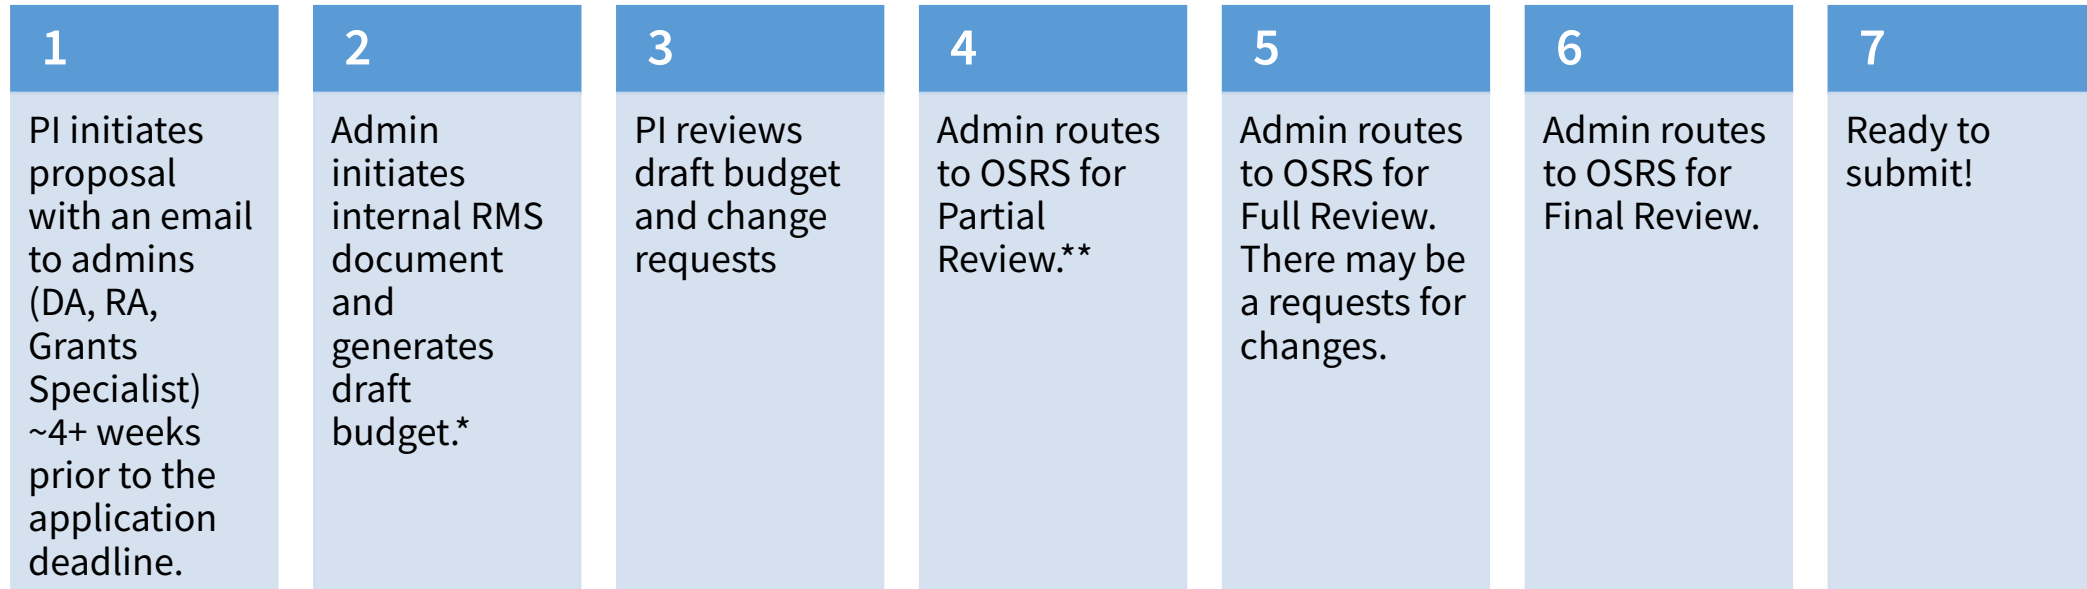 1
PI initiates
proposal
with an email
to admins
(DA, RA,
Grants
Specialist)
~4+ weeks
prior to the
application
deadline.
2
Admin
initiates
internal RMS
document
and
generates
draft
budget.*
3
PI reviews
draft budget
and change
requests
4
Admin routes
to OSRS for
Partial
Review.**
5
Admin routes
to OSRS for
Full Review.
There may be
a requests for
changes.
6
Admin routes
to OSRS for
Final Review.
7
Ready to
submit!